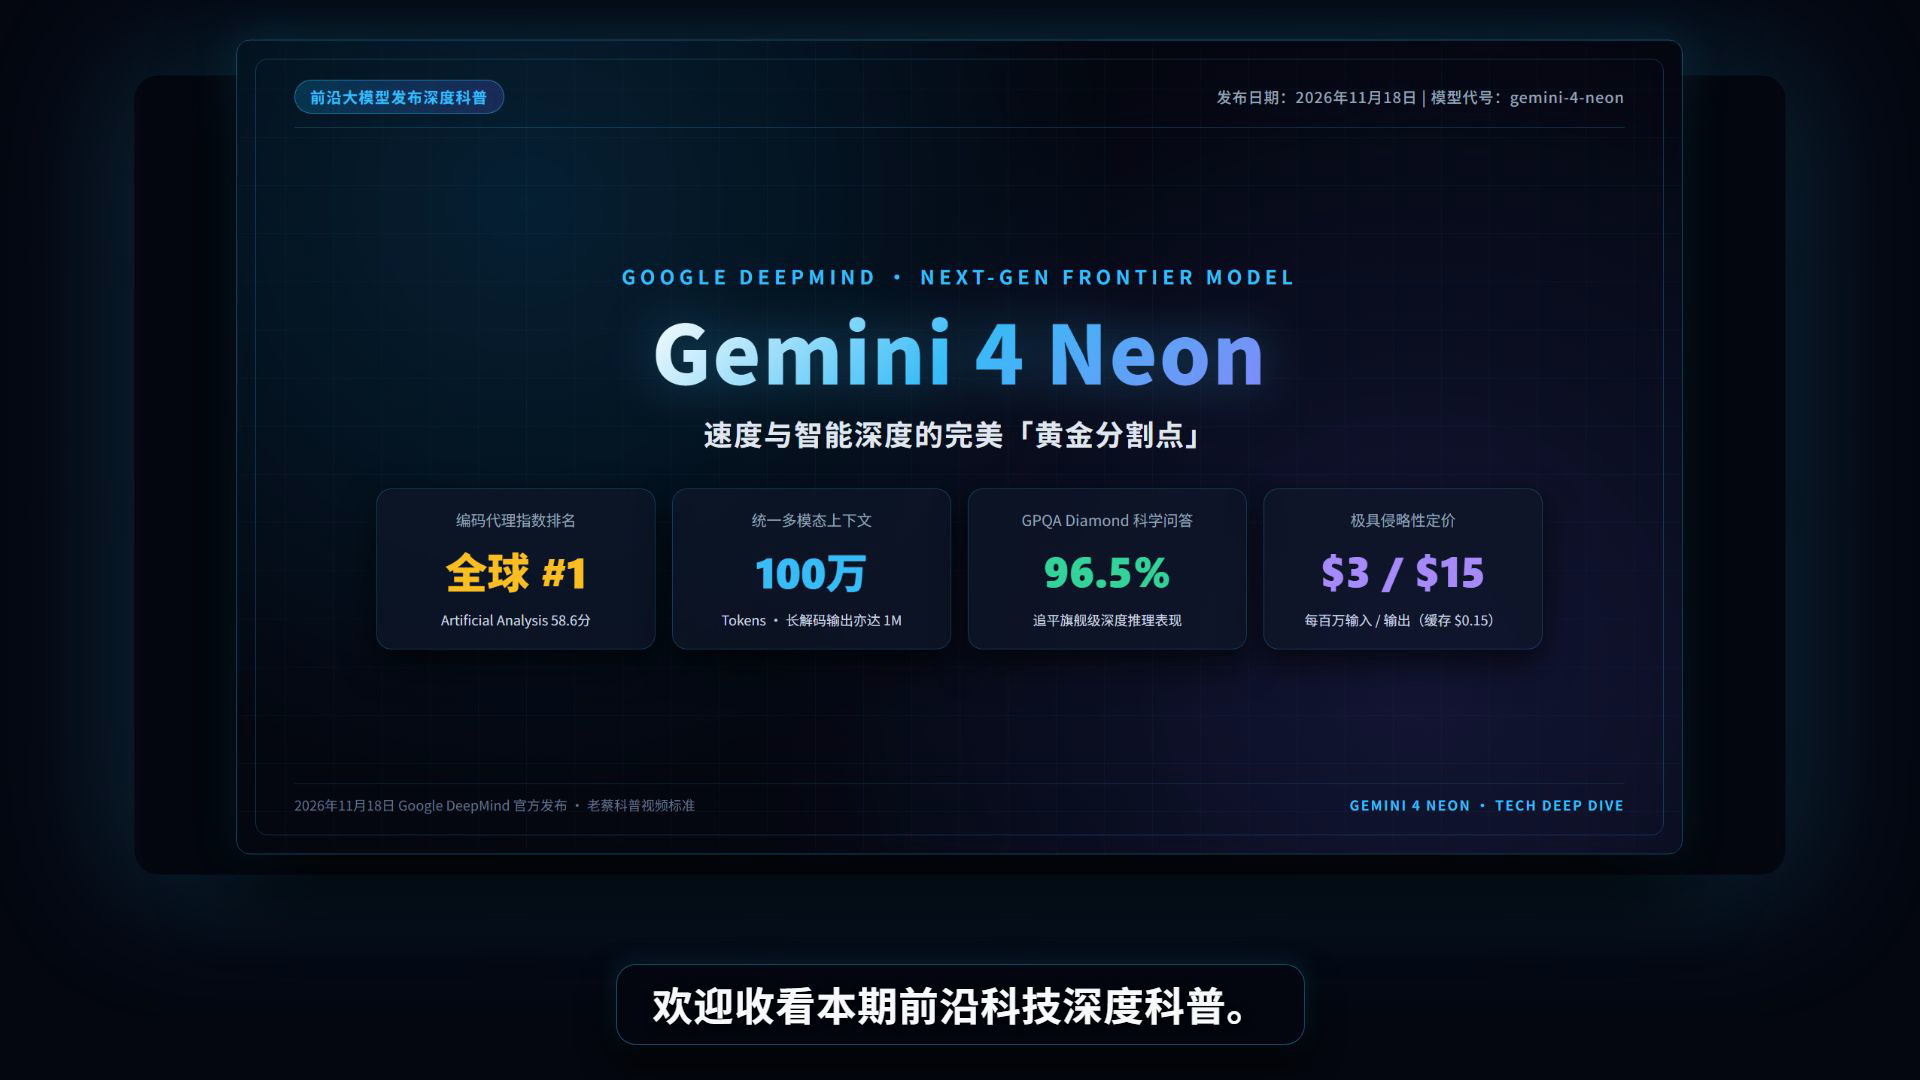 前沿大模型发布深度科普
发布日期：2026年11月18日 | 模型代号：gemini-4-neon
GOOGLE DEEPMIND • NEXT-GEN FRONTIER MODEL
Gemini 4 Neon
速度与智能深度的完美「黄金分割点」
编码代理指数排名
全球 #1
Artificial Analysis 58.6分
统一多模态上下文
100万
Tokens • 长解码输出亦达 1M
GPQA Diamond 科学问答
96.5%
追平旗舰级深度推理表现
极具侵略性定价
$3 / $15
每百万输入 / 输出（缓存 $0.15）
2026年11月18日 Google DeepMind 官方发布 • 老蔡科普视频标准
GEMINI 4 NEON • TECH DEEP DIVE
欢迎收看本期前沿科技深度科普。